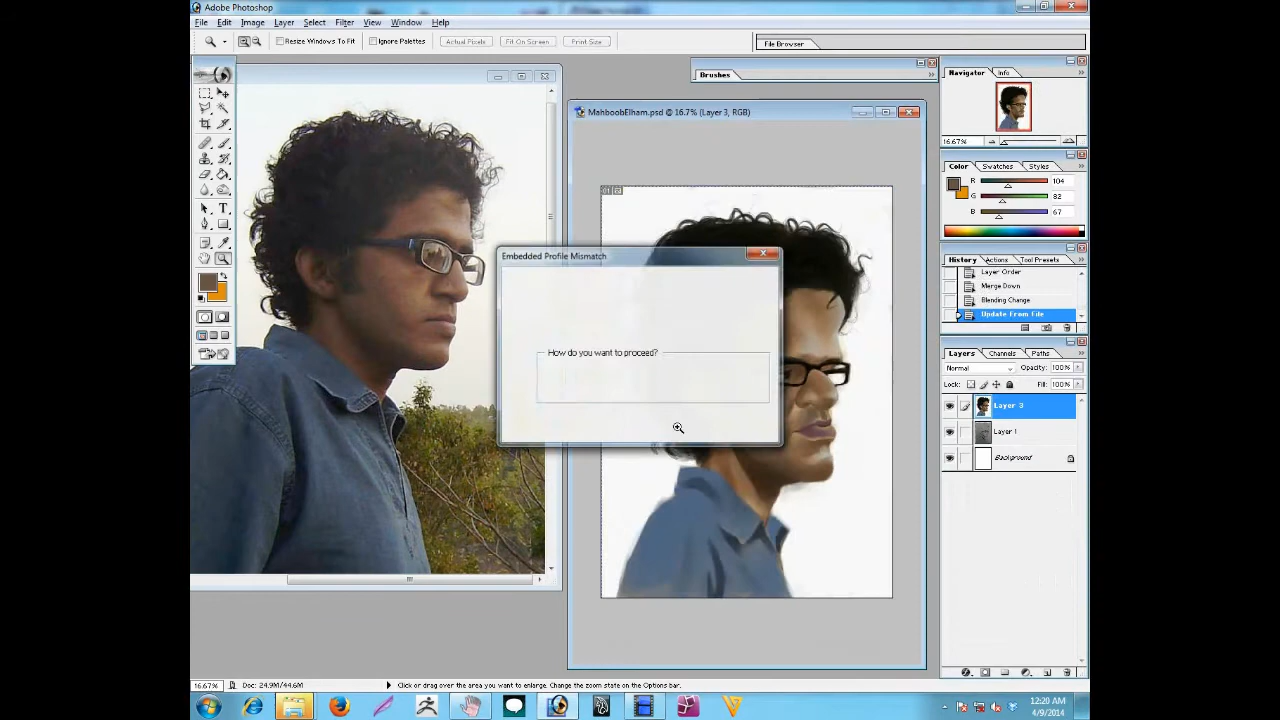 Adobe Photoshop
File Edit Image Layer Select Filter View Window Help
Resize Windows To Fit Ignore Palettes Actual Pixels Fit On Screen Print Size File Browser
Brushes
Navigator Info
16.67%
MahboobElham.psd @ 16.7% (Layer 3, RGB)
Color Swatches Styles
R 104
G 82
B 67
Embedded Profile Mismatch
How do you want to proceed?
History Actions Tool Presets
Layer Order
Merge Down
Blending Change
Update From File
Layers Channels Paths
Normal Opacity: 100%
Lock: Fill: 100%
Layer 3
Layer 1
Background
16.67% Doc: 24.9M/44.6M Click or drag over the area you want to enlarge. Change the zoom state on the Options bar.
12:20 AM
4/9/2014